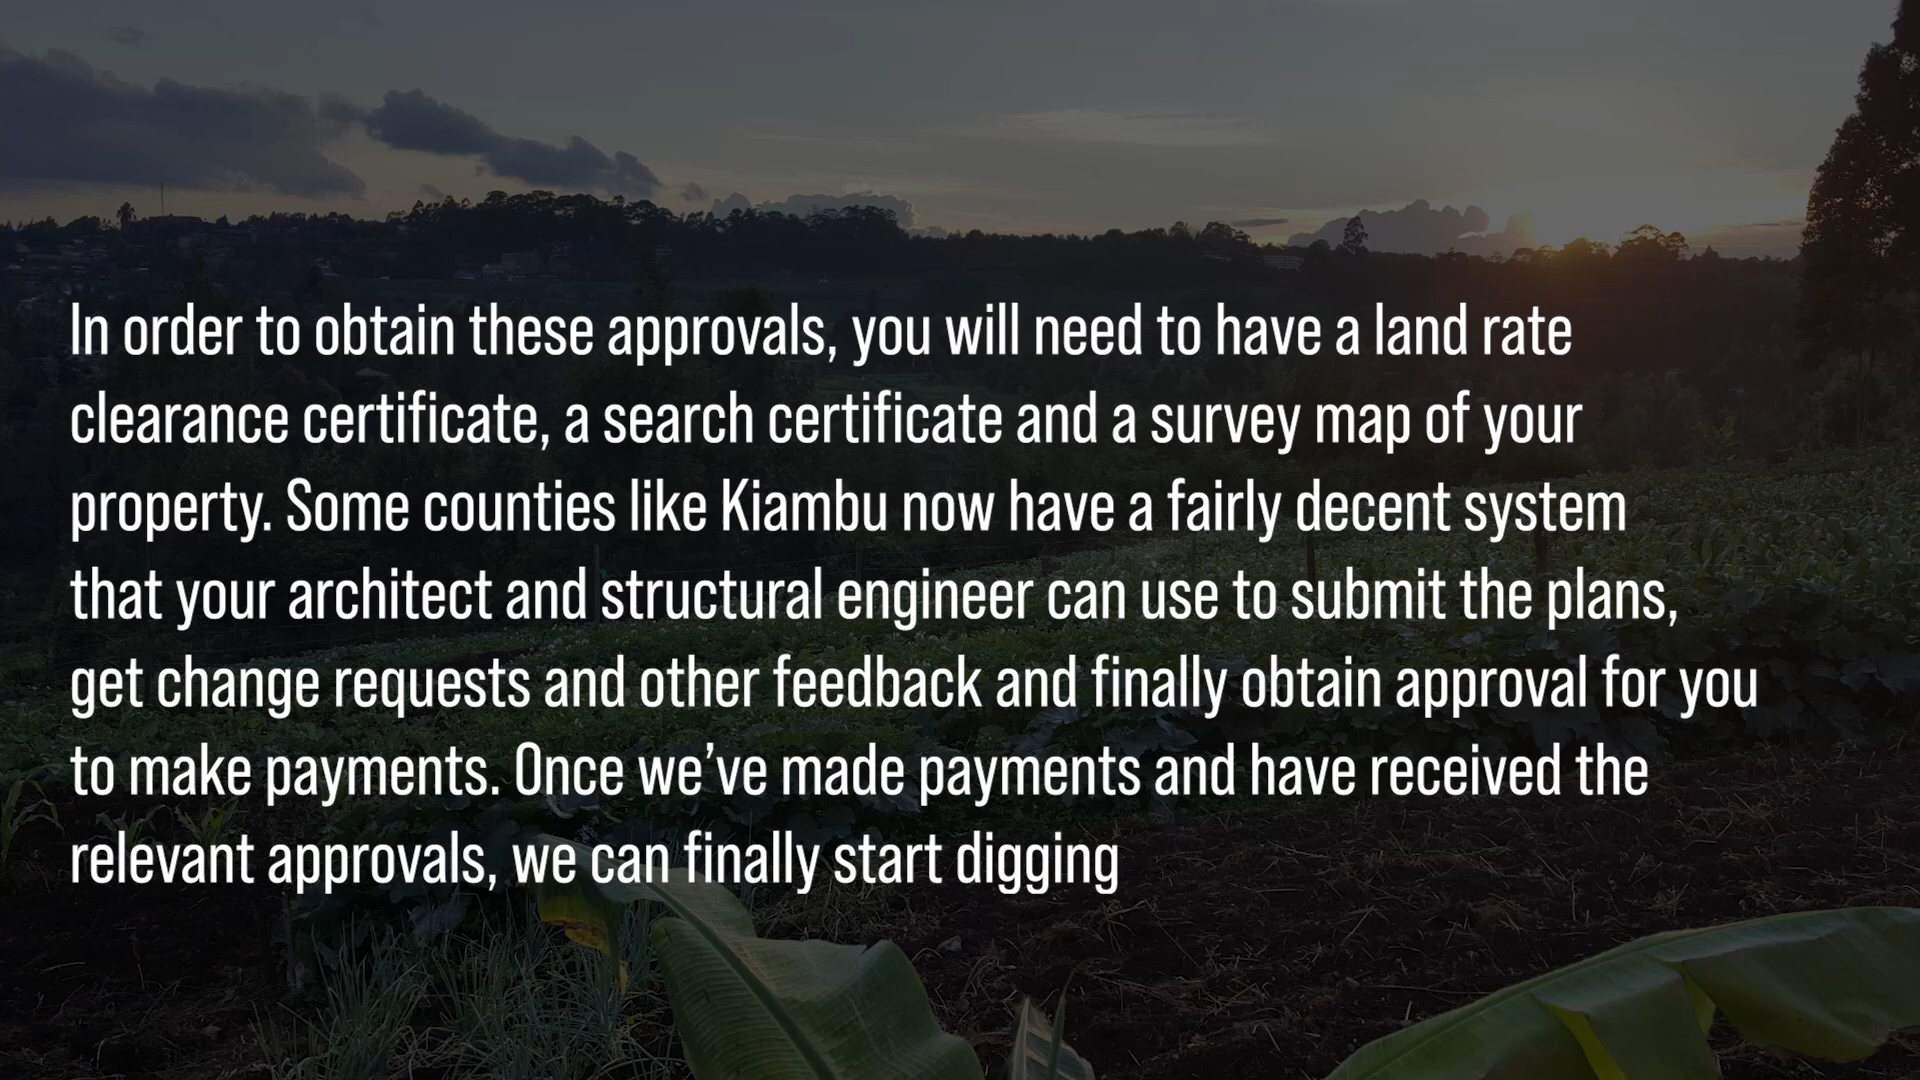 In order to obtain these approvals, you will need to have a land rate
clearance certificate, a search certificate and a survey map of your
property. Some counties like Kiambu now have a fairly decent system
that your architect and structural engineer can use to submit the plans,
get change requests and other feedback and finally obtain approval for you
to make payments. Once we’ve made payments and have received the
relevant approvals, we can finally start digging